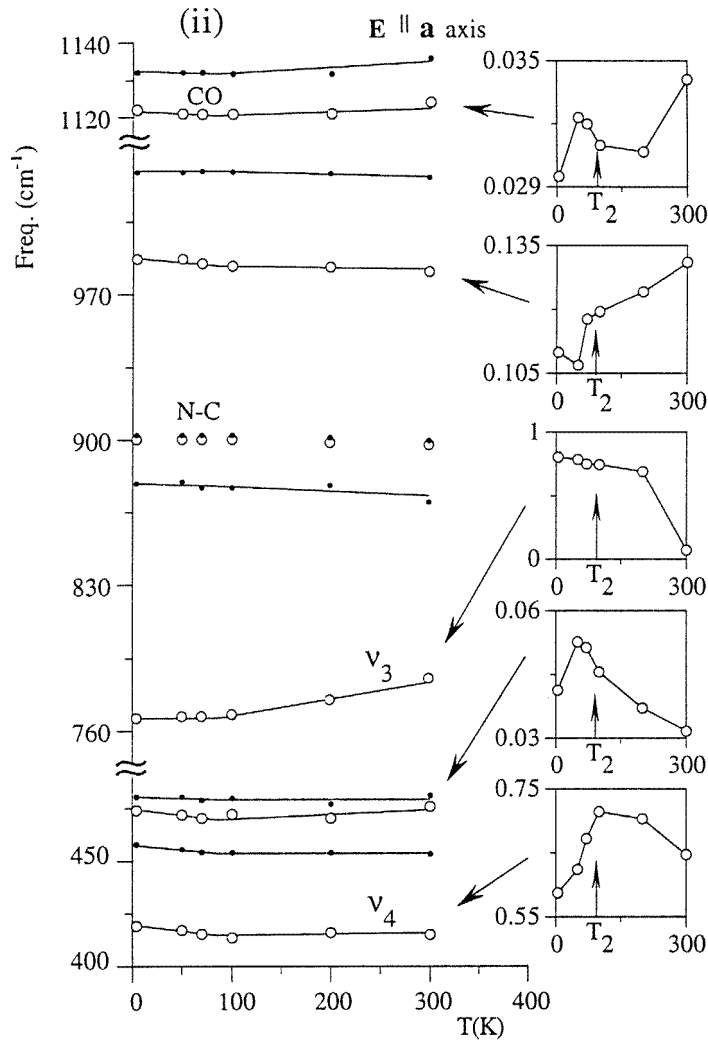 (ii)
E || a axis
Freq. (cm⁻¹)
1140
1120
970
900
830
760
450
400
CO
N-C
ν₃
ν₄
0 100 200 300 400
T(K)
0.035
0.029
0 T₂ 300
0.135
0.105
0 T₂ 300
1
0
0 T₂ 300
0.06
0.03
0 T₂ 300
0.75
0.55
0 T₂ 300